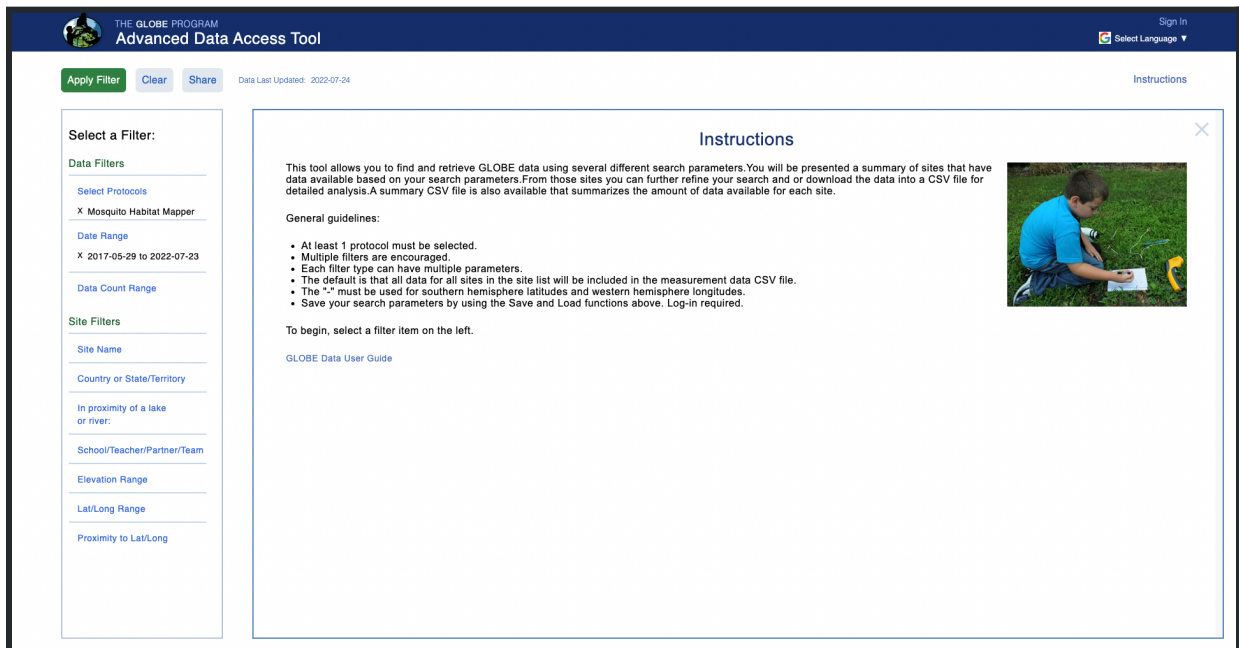 THE GLOBE PROGRAM
Advanced Data Access Tool
Sign In
G Select Language ▼
Apply Filter
Clear
Share
Data Last Updated: 2022-07-24
Instructions
Select a Filter:
Data Filters
Select Protocols
X Mosquito Habitat Mapper
Date Range
X 2017-05-29 to 2022-07-23
Data Count Range
Site Filters
Site Name
Country or State/Territory
In proximity of a lake
or river:
School/Teacher/Partner/Team
Elevation Range
Lat/Long Range
Proximity to Lat/Long
Instructions
This tool allows you to find and retrieve GLOBE data using several different search parameters.You will be presented a summary of sites that have
data available based on your search parameters.From those sites you can further refine your search and or download the data into a CSV file for
detailed analysis.A summary CSV file is also available that summarizes the amount of data available for each site.
General guidelines:
• At least 1 protocol must be selected.
• Multiple filters are encouraged.
• Each filter type can have multiple parameters.
• The default is that all data for all sites in the site list will be included in the measurement data CSV file.
• The "-" must be used for southern hemisphere latitudes and western hemisphere longitudes.
• Save your search parameters by using the Save and Load functions above. Log-in required.
To begin, select a filter item on the left.
GLOBE Data User Guide